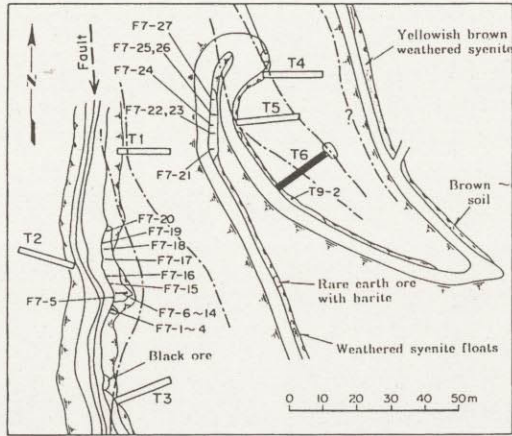 N
Fault
F7-27
F7-25, 26
F7-24
F7-22, 23
F7-21
T1
T4
T5
T6
T9-2
Yellowish brown
weathered syenite
?
Brown
soil
T2
F7-20
F7-19
F7-18
F7-17
F7-16
F7-15
F7-5
F7-6~14
F7-1~4
Black ore
T3
Rare earth ore
with barite
Weathered syenite floats
0 10 20 30 40 50m